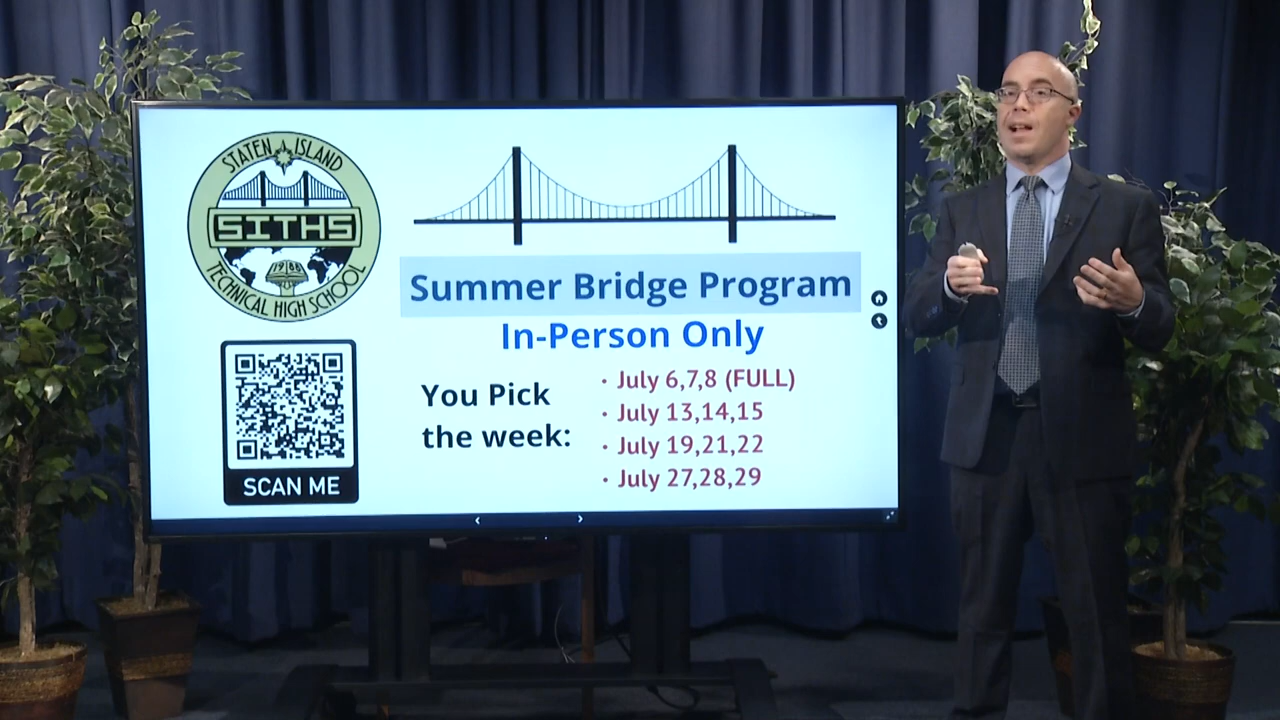 STATEN ISLAND
SITHS
1988
TECHNICAL HIGH SCHOOL
Summer Bridge Program
In-Person Only
You Pick
the week:
· July 6,7,8 (FULL)
· July 13,14,15
· July 19,21,22
· July 27,28,29
SCAN ME